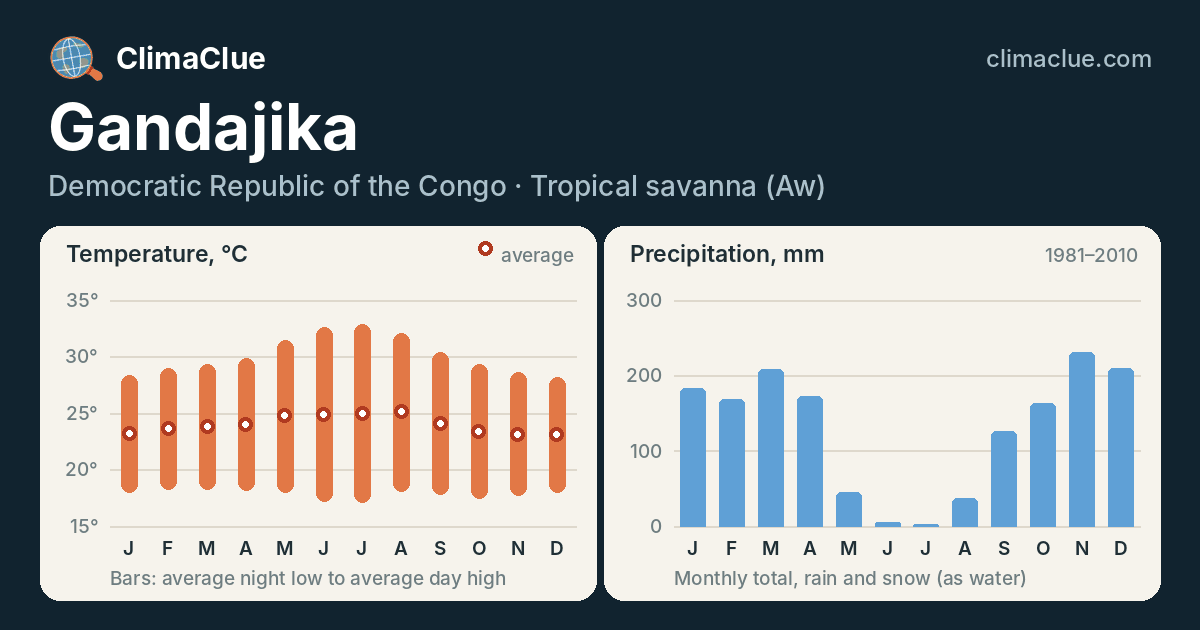 ClimaClue
climaclue.com
Gandajika
Democratic Republic of the Congo · Tropical savanna (Aw)
Temperature, °C
average
35°
30°
25°
20°
15°
J F M A M J J A S O N D
Bars: average night low to average day high
Precipitation, mm
1981–2010
300
200
100
0
J F M A M J J A S O N D
Monthly total, rain and snow (as water)